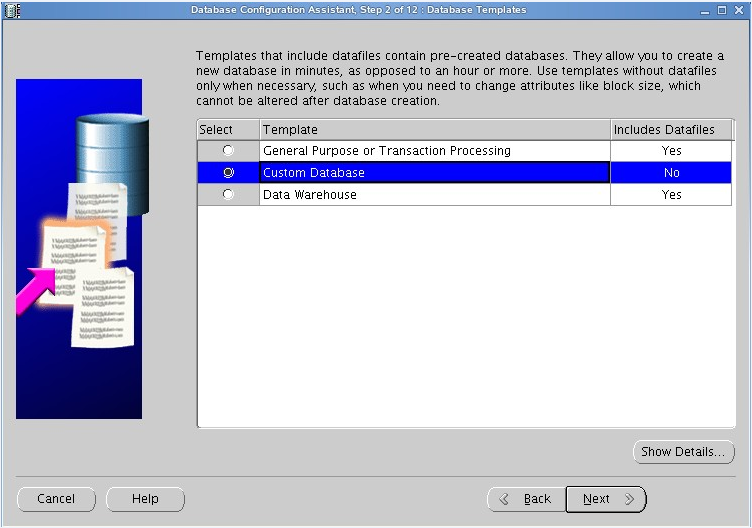 Database Configuration Assistant, Step 2 of 12 : Database Templates
Templates that include datafiles contain pre-created databases. They allow you to create a
new database in minutes, as opposed to an hour or more. Use templates without datafiles
only when necessary, such as when you need to change attributes like block size, which
cannot be altered after database creation.
Select Template Includes Datafiles
General Purpose or Transaction Processing Yes
Custom Database No
Data Warehouse Yes
Show Details...
Cancel Help Back Next